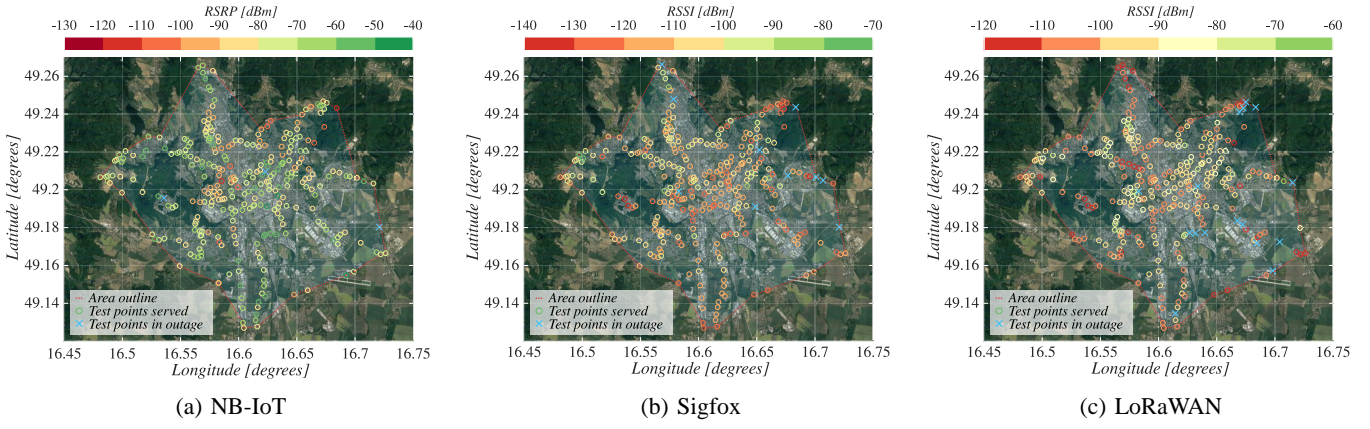 RSRP [dBm]
-130 -120 -110 -100 -90 -80 -70 -60 -50 -40
Latitude [degrees]
49.26
49.24
49.22
49.2
49.18
49.16
49.14
Area outline
Test points served
Test points in outage
16.45 16.5 16.55 16.6 16.65 16.7 16.75
Longitude [degrees]
(a) NB-IoT
RSSI [dBm]
-140 -130 -120 -110 -100 -90 -80 -70
Latitude [degrees]
49.26
49.24
49.22
49.2
49.18
49.16
49.14
Area outline
Test points served
Test points in outage
16.45 16.5 16.55 16.6 16.65 16.7 16.75
Longitude [degrees]
(b) Sigfox
RSSI [dBm]
-120 -110 -100 -90 -80 -70 -60
Latitude [degrees]
49.26
49.24
49.22
49.2
49.18
49.16
49.14
Area outline
Test points served
Test points in outage
16.45 16.5 16.55 16.6 16.65 16.7 16.75
Longitude [degrees]
(c) LoRaWAN